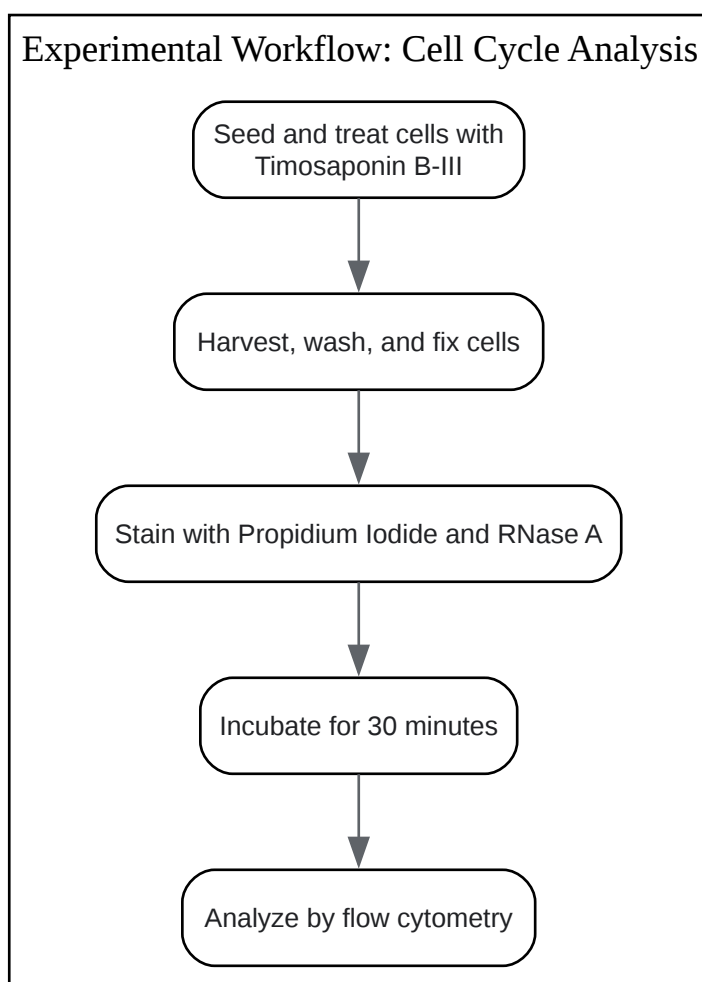 Experimental Workflow: Cell Cycle Analysis
Seed and treat cells with
Timosaponin B-III
Harvest, wash, and fix cells
Stain with Propidium Iodide and RNase A
Incubate for 30 minutes
Analyze by flow cytometry